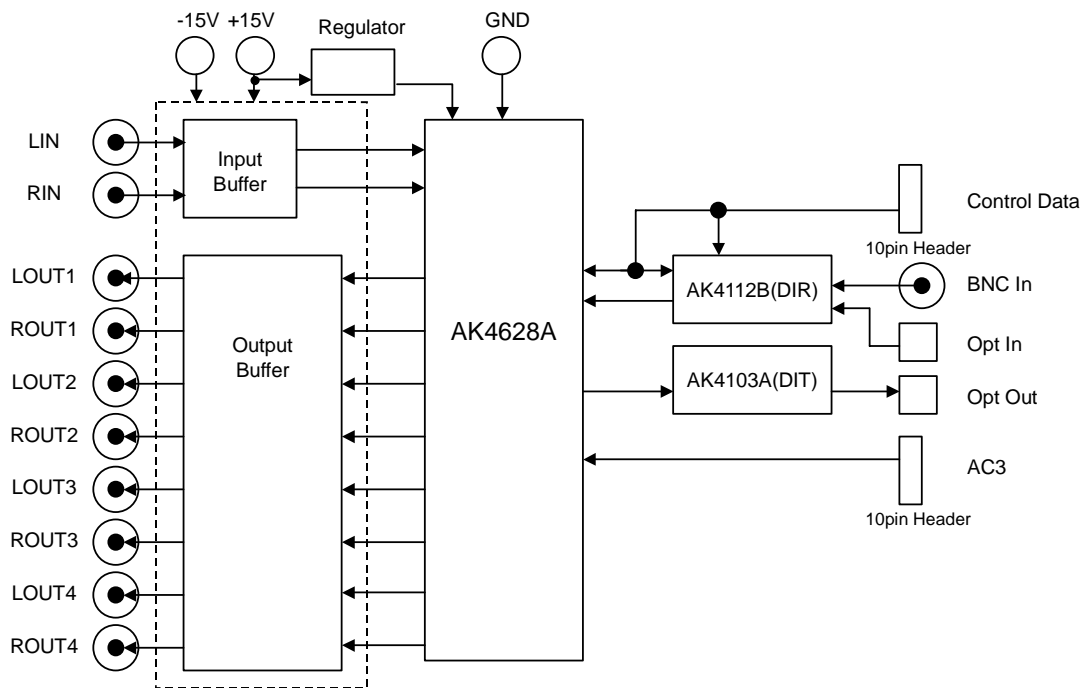 -15V +15V
Regulator
GND
LIN
RIN
Input
Buffer
LOUT1
ROUT1
LOUT2
ROUT2
LOUT3
ROUT3
LOUT4
ROUT4
Output
Buffer
AK4628A
Control Data
10pin Header
AK4112B(DIR)
BNC In
Opt In
AK4103A(DIT)
Opt Out
AC3
10pin Header